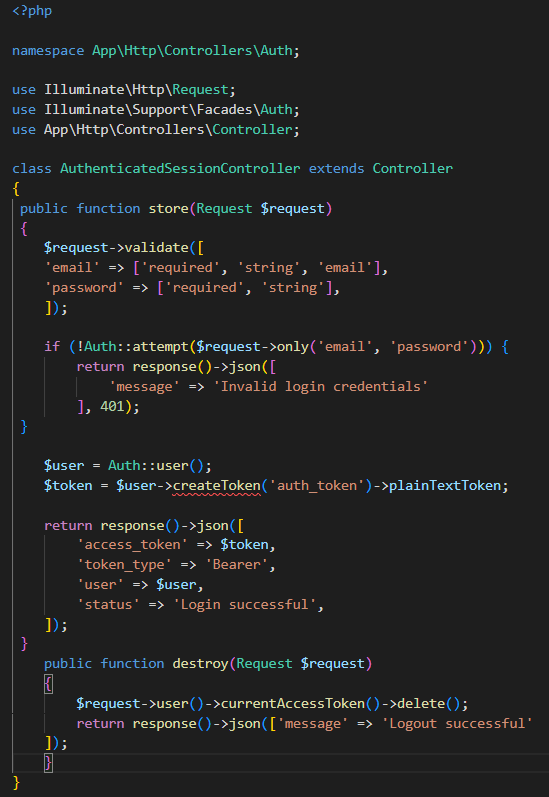 <?php

namespace App\Http\Controllers\Auth;

use Illuminate\Http\Request;
use Illuminate\Support\Facades\Auth;
use App\Http\Controllers\Controller;

class AuthenticatedSessionController extends Controller
{
 public function store(Request $request)
 {
    $request->validate([
    'email' => ['required', 'string', 'email'],
    'password' => ['required', 'string'],
    ]);

    if (!Auth::attempt($request->only('email', 'password'))) {
        return response()->json([
            'message' => 'Invalid login credentials'
        ], 401);
 }

    $user = Auth::user();
    $token = $user->createToken('auth_token')->plainTextToken;

    return response()->json([
        'access_token' => $token,
        'token_type' => 'Bearer',
        'user' => $user,
        'status' => 'Login successful',
    ]);
 }
    public function destroy(Request $request)
    {
        $request->user()->currentAccessToken()->delete();
        return response()->json(['message' => 'Logout successful'
    ]);
    }
}